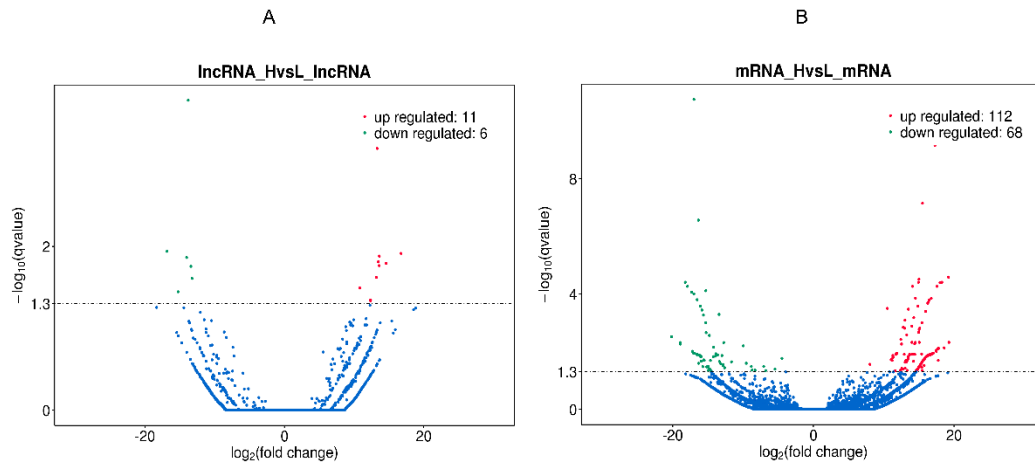 A
lncRNA_HvsL_lncRNA
up regulated: 11
down regulated: 6
−log10(qvalue)
2
1.3
0
-20
0
20
log2(fold change)
B
mRNA_HvsL_mRNA
up regulated: 112
down regulated: 68
−log10(qvalue)
8
4
1.3
0
-20
0
20
log2(fold change)